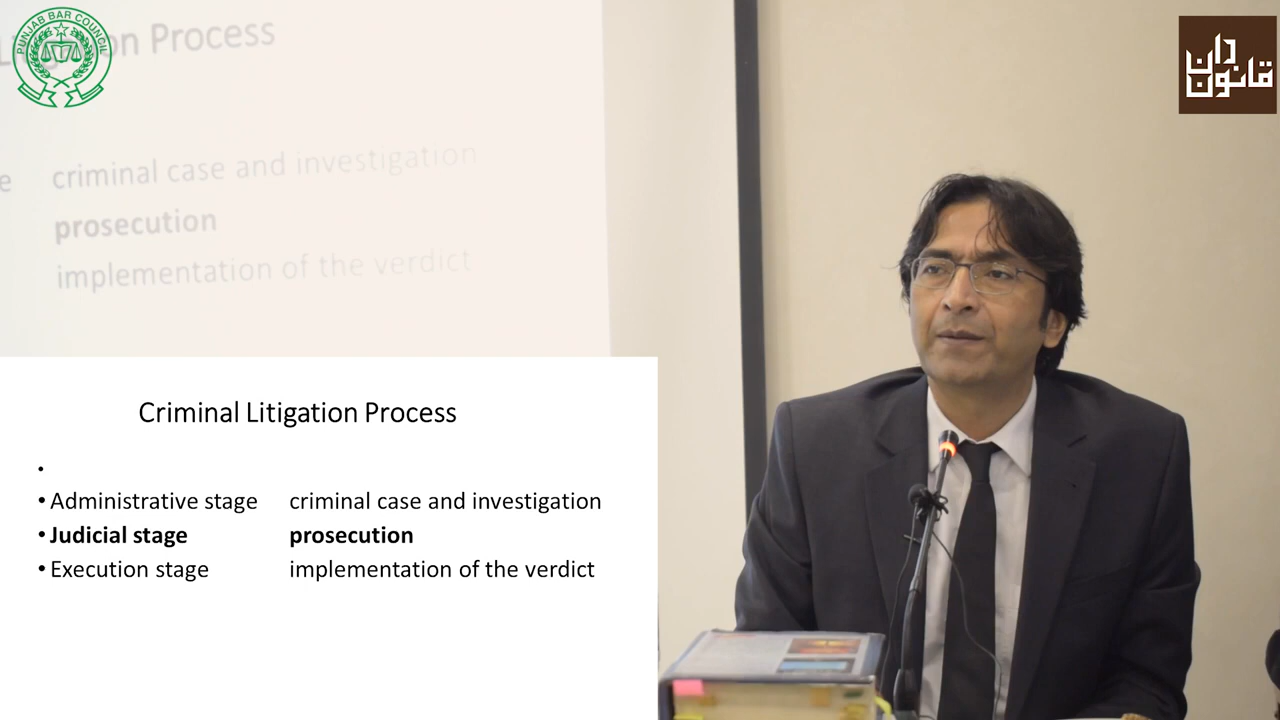 PUNJAB BAR COUNCIL
on Process
e criminal case and investigation
prosecution
implementation of the verdict
قانون دان
Criminal Litigation Process
•
• Administrative stage criminal case and investigation
• Judicial stage prosecution
• Execution stage implementation of the verdict